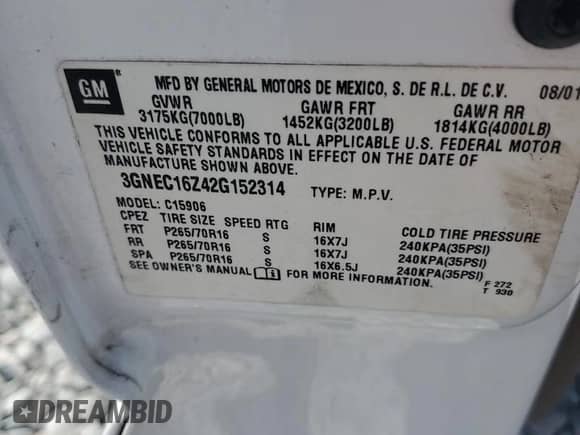 GM ® MFD BY GENERAL MOTORS DE MEXICO, S. DE R.L. DE C.V. 08/01
GVWR GAWR FRT GAWR RR
3175KG(7000LB) 1452KG(3200LB) 1814KG(4000LB)
THIS VEHICLE CONFORMS TO ALL APPLICABLE U.S. FEDERAL MOTOR
VEHICLE SAFETY STANDARDS IN EFFECT ON THE DATE OF
MANUFACTURE SHOWN ABOVE.
3GNEC16Z42G152314 TYPE: M.P.V.
MODEL: C15906
CPEZ TIRE SIZE SPEED RTG RIM COLD TIRE PRESSURE
FRT P265/70R16 S 16X7J 240KPA(35PSI)
RR P265/70R16 S 16X7J 240KPA(35PSI)
SPA P265/70R16 S 16X6.5J 240KPA(35PSI)
SEE OWNER'S MANUAL FOR MORE INFORMATION.
F 272
T 930
DREAMBID